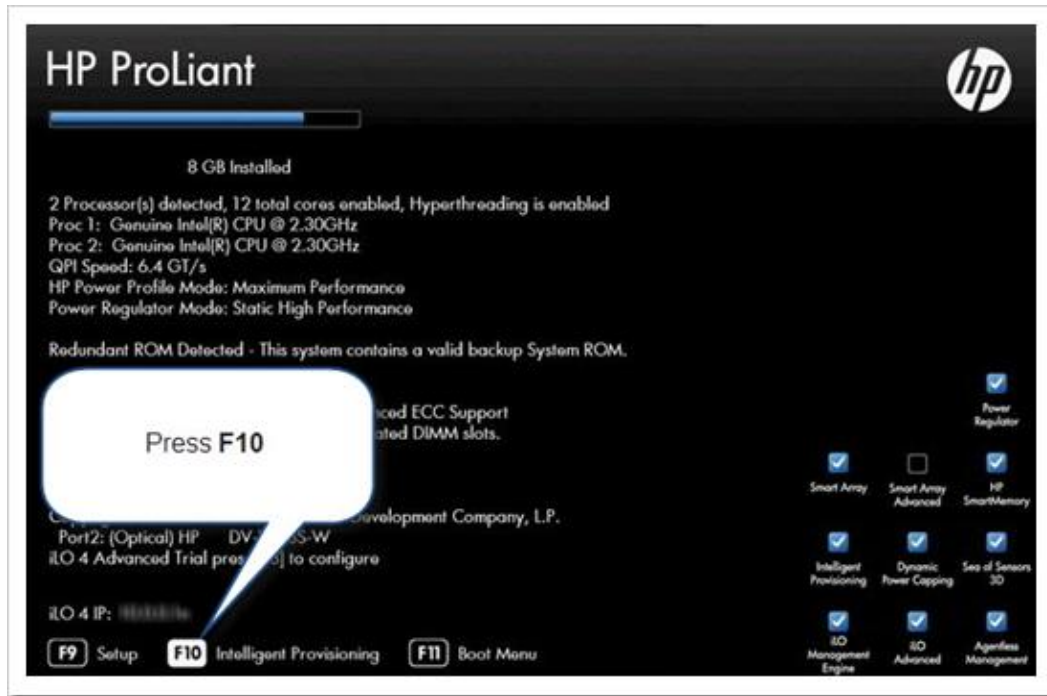 HP ProLiant
hp
8 GB Installed
2 Processor(s) detected, 12 total cores enabled, Hyperthreading is enabled
Proc 1: Genuine Intel(R) CPU @ 2.30GHz
Proc 2: Genuine Intel(R) CPU @ 2.30GHz
QPI Speed: 6.4 GT/s
HP Power Profile Mode: Maximum Performance
Power Regulator Mode: Static High Performance
Redundant ROM Detected - This system contains a valid backup System ROM.
ECC Support
DIMM slots.
Press F10
Development Company, L.P.
Port2: (Optical) HP
iLO 4 Advanced Trial to configure
iLO 4 IP:
F9 Setup F10 Intelligent Provisioning F11 Boot Menu
Power
Regulator
Smart Array
Smart Array
Advanced
HP
SmartMemory
Intelligent
Provisioning
Dynamic
Power Capping
Sea of Sensors
3D
iLO
Management
Engine
iLO
Advanced
Agentless
Management